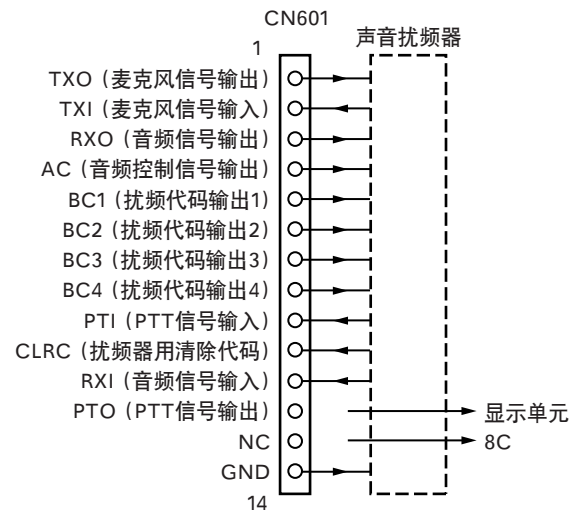 CN601
声音扰频器
1
TXO（麦克风信号输出）
TXI（麦克风信号输入）
RXO（音频信号输出）
AC（音频控制信号输出）
BC1（扰频代码输出1）
BC2（扰频代码输出2）
BC3（扰频代码输出3）
BC4（扰频代码输出4）
PTI（PTT信号输入）
CLRC（扰频器用清除代码）
RXI（音频信号输入）
PTO（PTT信号输出） 显示单元
NC 8C
GND
14